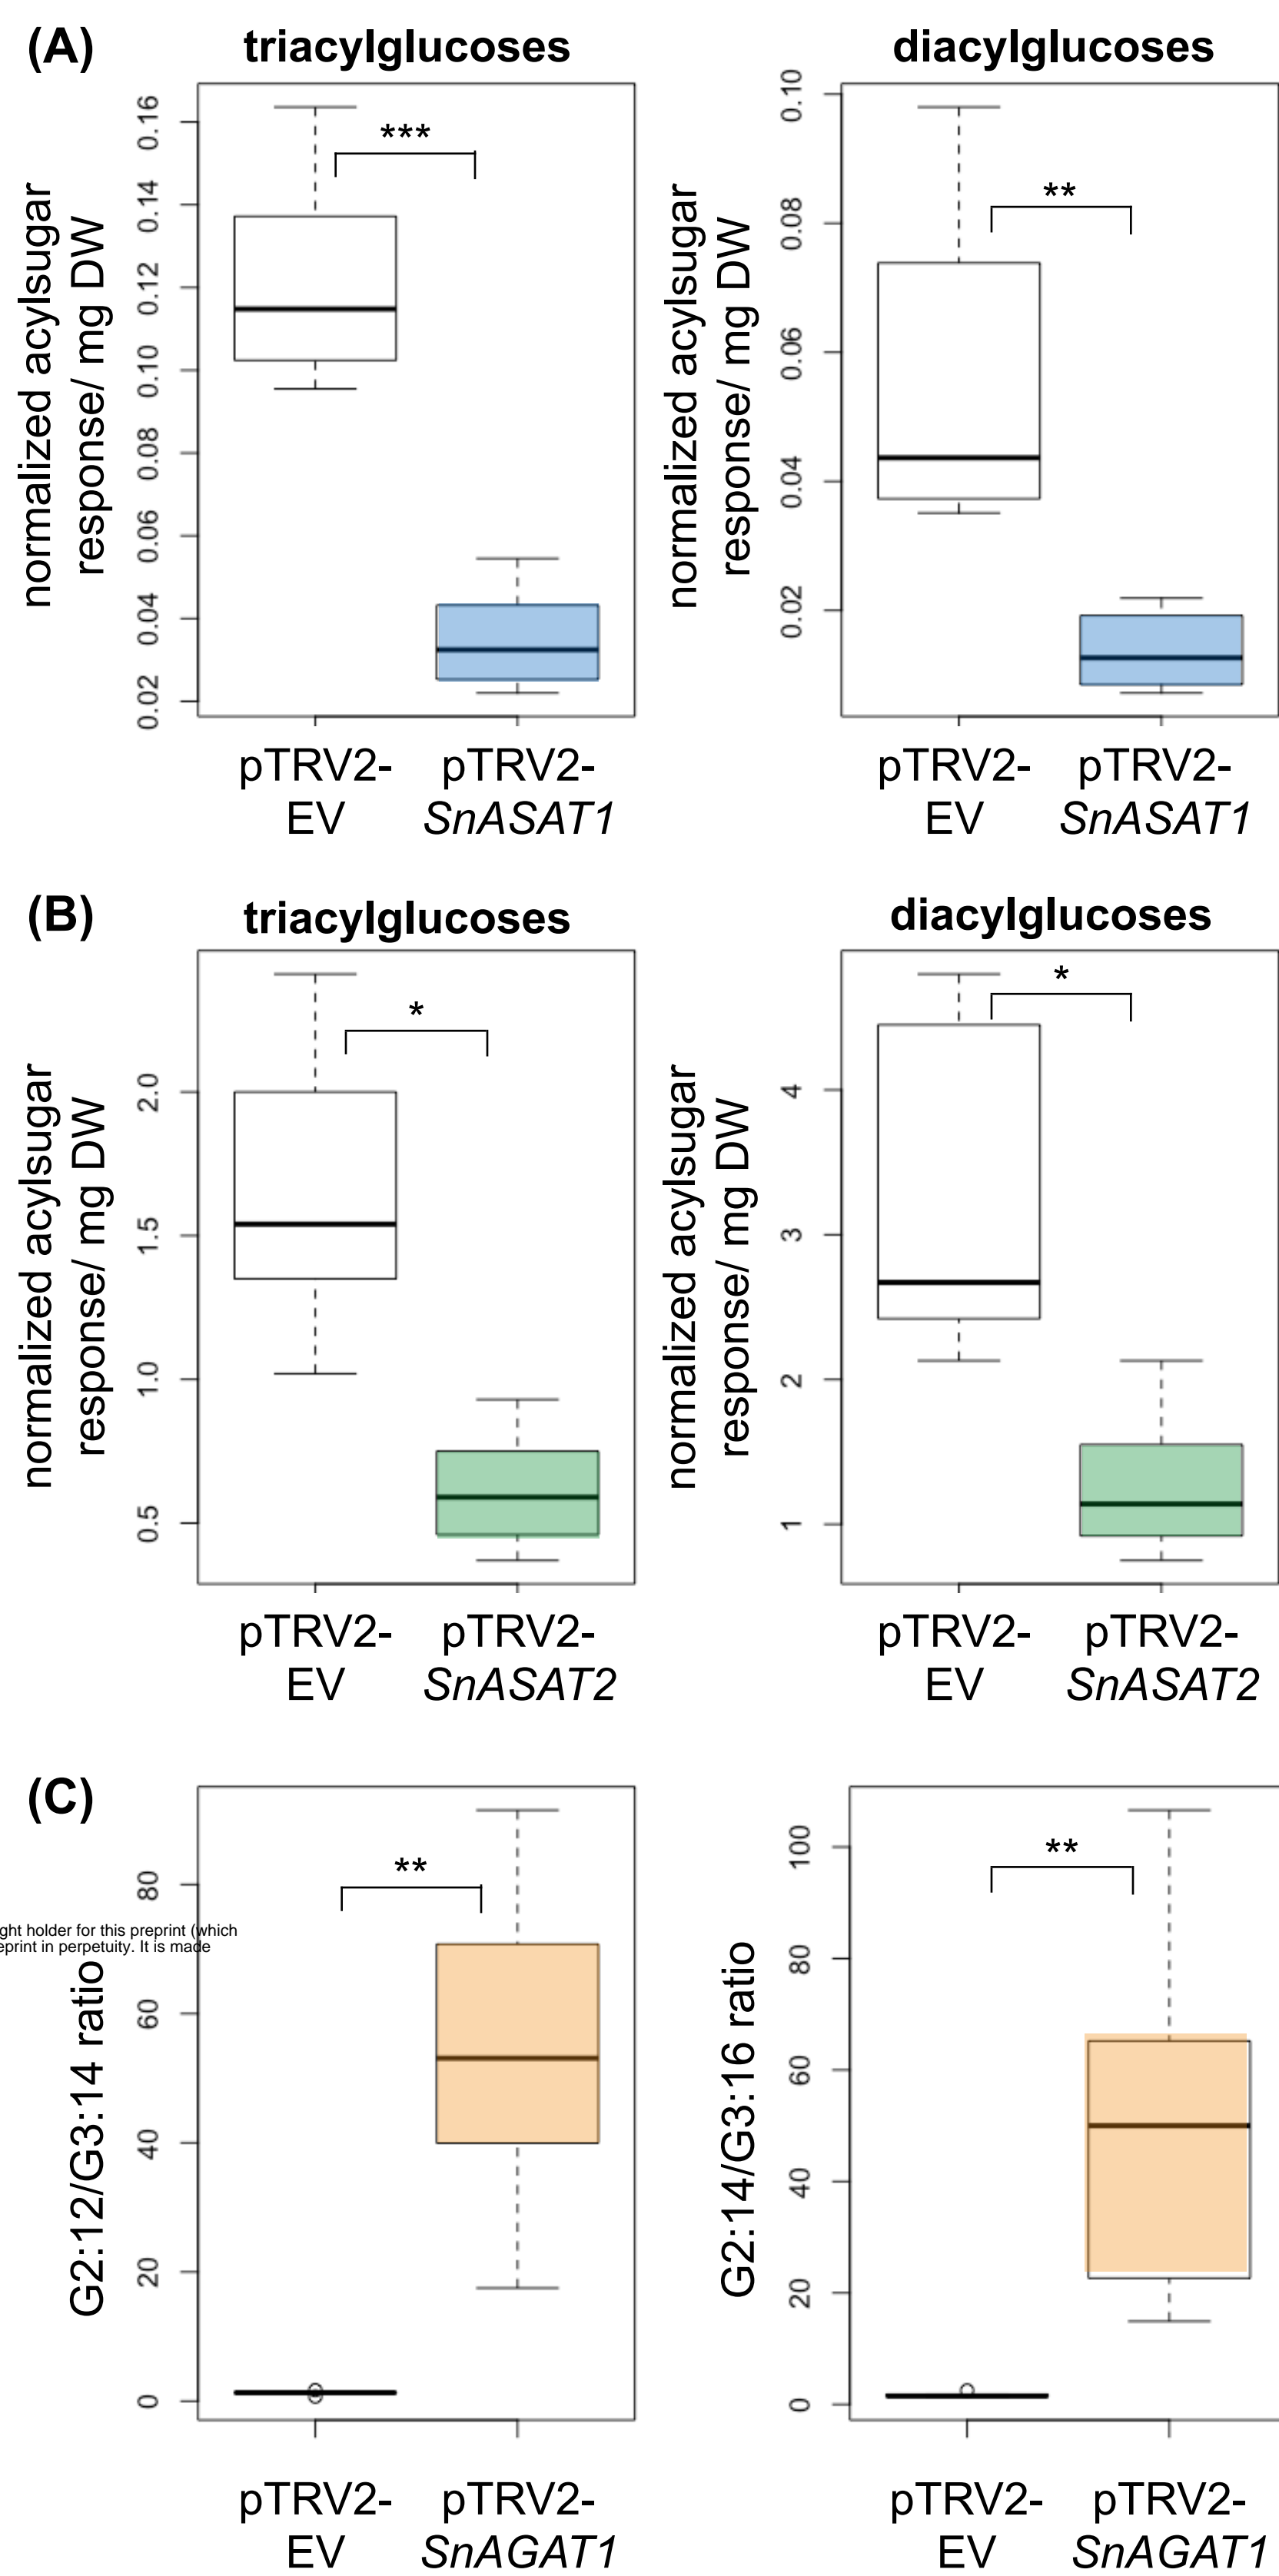 (A)
triacylglucoses
diacylglucoses
normalized acylsugar
response/ mg DW
0.16
0.14
0.12
0.10
0.08
0.06
0.04
0.02
***
pTRV2-
EV
pTRV2-
SnASAT1
normalized acylsugar
response/ mg DW
0.10
0.08
0.06
0.04
0.02
**
pTRV2-
EV
pTRV2-
SnASAT1
(B)
triacylglucoses
diacylglucoses
normalized acylsugar
response/ mg DW
2.0
1.5
1.0
0.5
*
pTRV2-
EV
pTRV2-
SnASAT2
normalized acylsugar
response/ mg DW
4
3
2
1
*
pTRV2-
EV
pTRV2-
SnASAT2
(C)
ght holder for this preprint (which
eprint in perpetuity. It is made
G2:12/G3:14 ratio
80
60
40
20
0
**
pTRV2-
EV
pTRV2-
SnAGAT1
G2:14/G3:16 ratio
100
80
60
40
20
0
**
pTRV2-
EV
pTRV2-
SnAGAT1